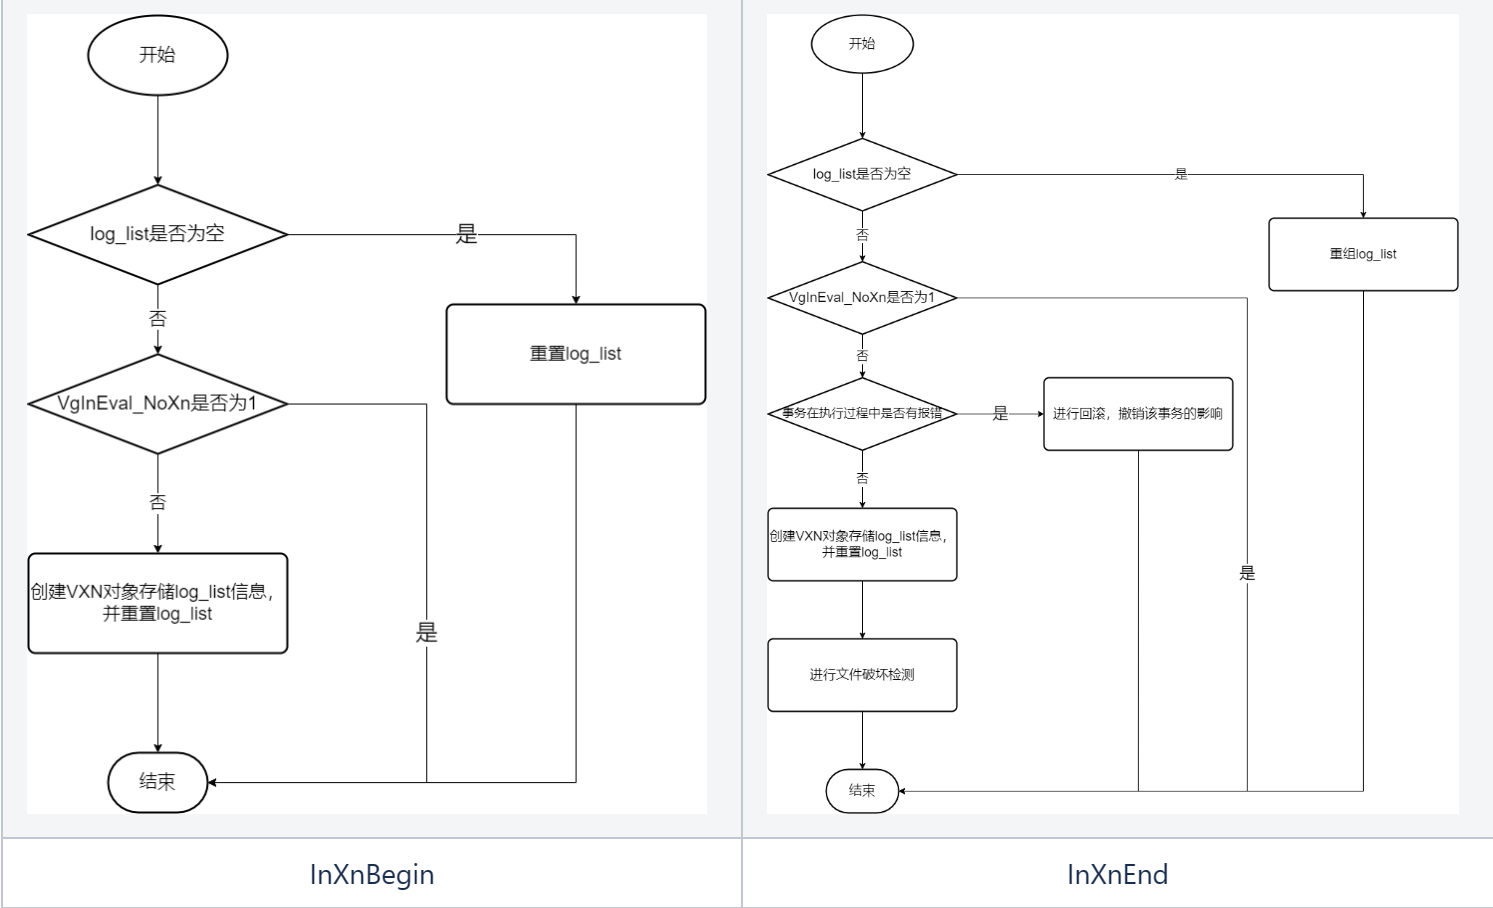 开始
log_list是否为空
是
否
重置log_list
VgInEval_NoXn是否为1
否
创建VXN对象存储log_list信息，
并重置log_list
是
结束
InXnBegin
开始
log_list是否为空
是
否
重组log_list
VgInEval_NoXn是否为1
否
事务在执行过程中是否有报错
是
进行回滚，撤销该事务的影响
否
创建VXN对象存储log_list信息，
并重置log_list
是
进行文件破坏检测
结束
InXnEnd